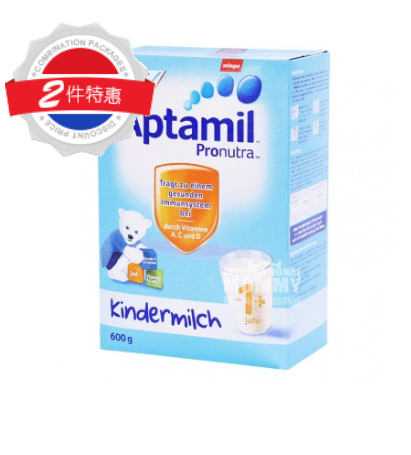 COMBINATION PACKAGES
2件特惠
DISCOUNT PRICE
milupa
Aptamil
Pronutra
Trägt zu einem
gesunden
Immunsystem
bei
durch Vitamine
A, C und D
MOMMY
1+
Jahr
Kindermilch
600 g